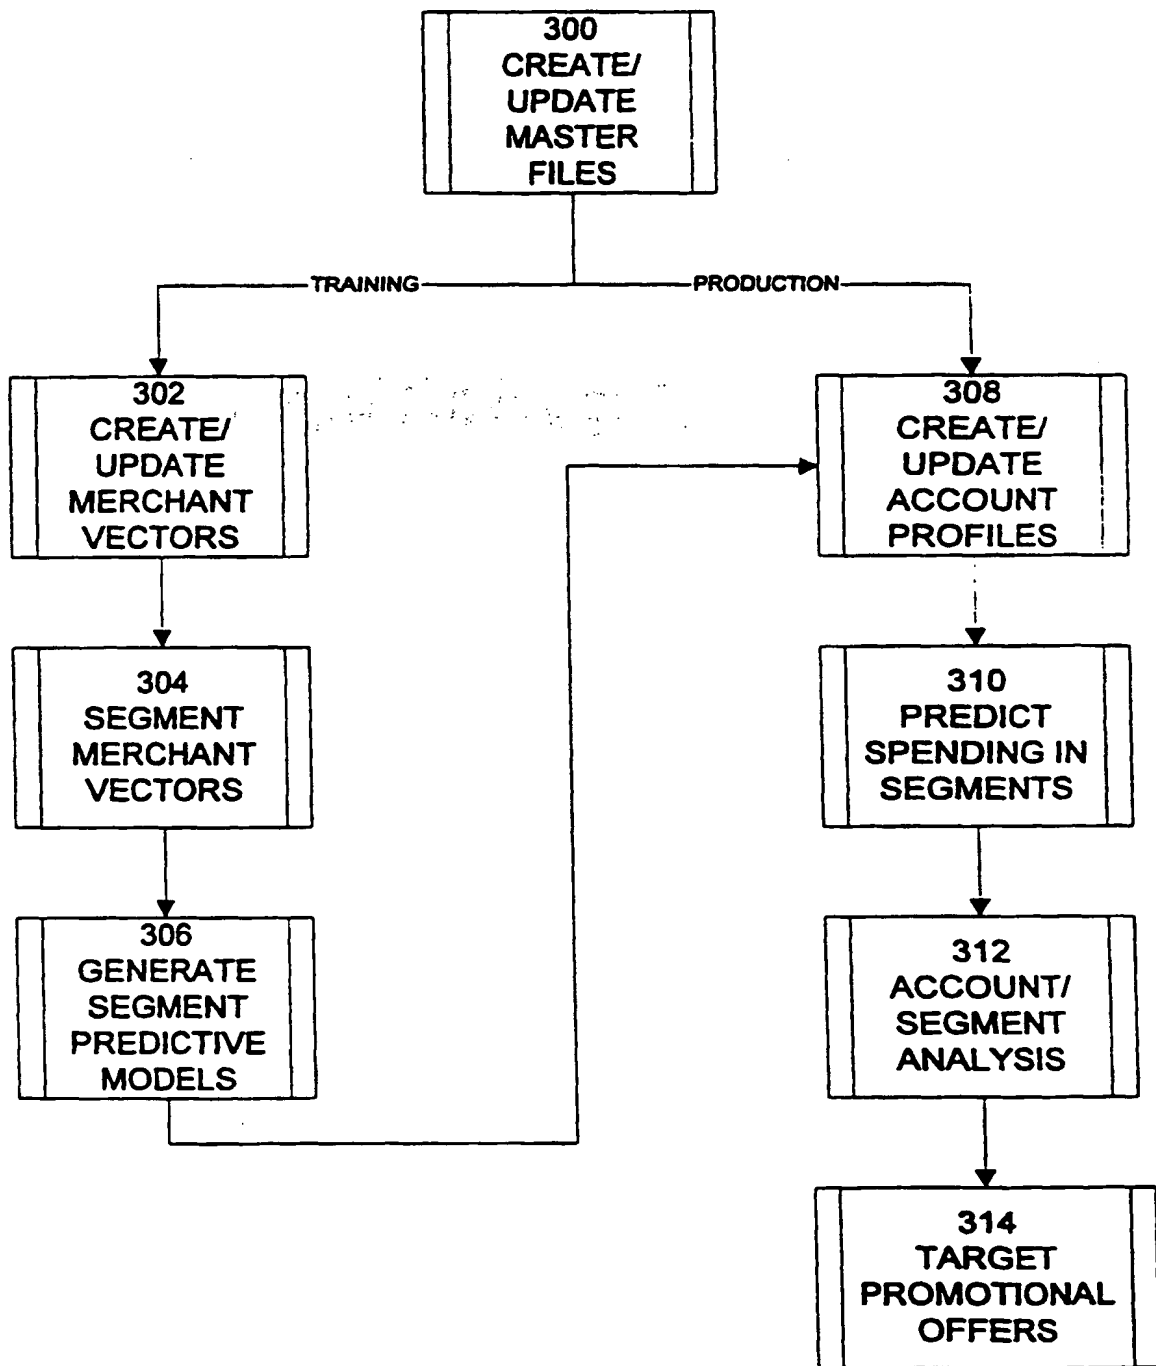 300
CREATE/
UPDATE
MASTER
FILES
TRAINING
PRODUCTION
302
CREATE/
UPDATE
MERCHANT
VECTORS
308
CREATE/
UPDATE
ACCOUNT
PROFILES
304
SEGMENT
MERCHANT
VECTORS
310
PREDICT
SPENDING IN
SEGMENTS
306
GENERATE
SEGMENT
PREDICTIVE
MODELS
312
ACCOUNT/
SEGMENT
ANALYSIS
314
TARGET
PROMOTIONAL
OFFERS